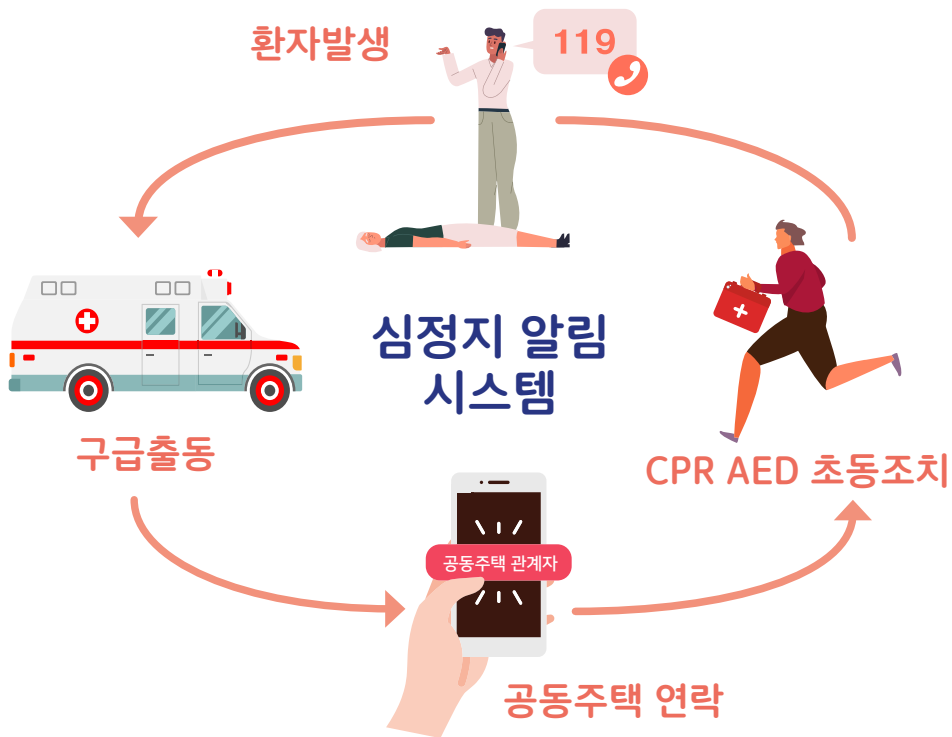 환자발생
119
심정지 알림
시스템
구급출동
CPR AED 초동조치
공동주택 관계자
공동주택 연락